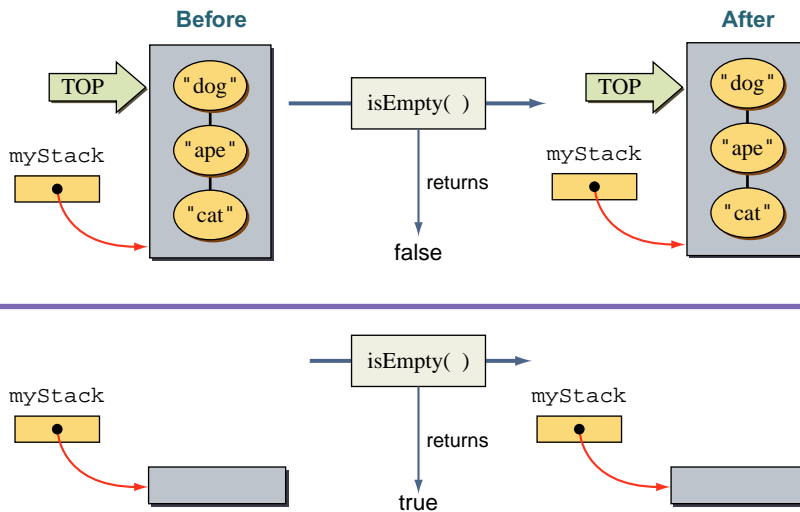 Before
After
TOP
"dog"
isEmpty( )
TOP
"dog"
myStack
"ape"
returns
myStack
"ape"
"cat"
"cat"
false
isEmpty( )
myStack
myStack
returns
true